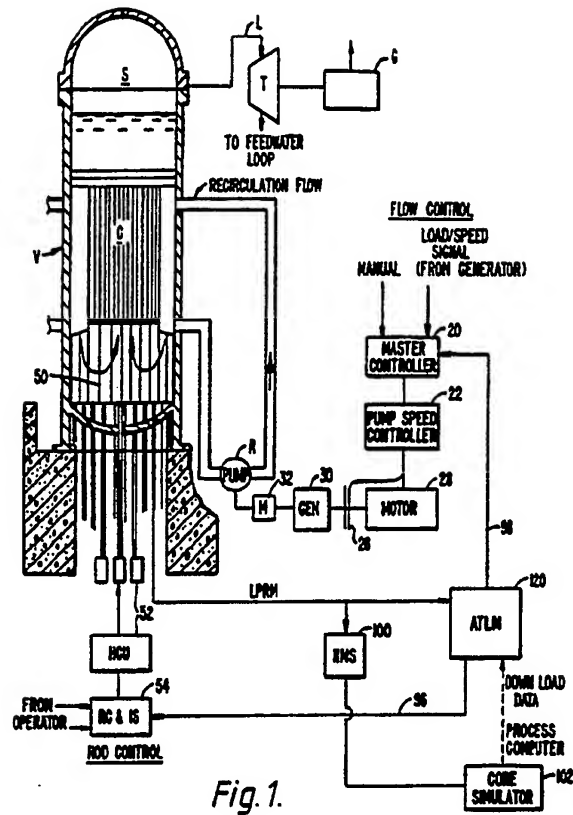 L
S
T
G
TO FEEDWATER
LOOP
RECIRCULATION FLOW
C
V
FLOW CONTROL
LOAD/SPEED
SIGNAL
MANUAL (FROM GENERATOR)
20
MASTER
CONTROLLER
22
PUMP SPEED
CONTROLLER
50
R
PUMP
32
M
30
GEN
28
MOTOR
26
98
LPRM
120
ATLM
52
HCU
100
54
FROM
OPERATOR
RC & IS
ROD CONTROL
96
DOWN LOAD
DATA
PROCESS
COMPUTER
CORE
SIMULATOR
102
Fig. 1.